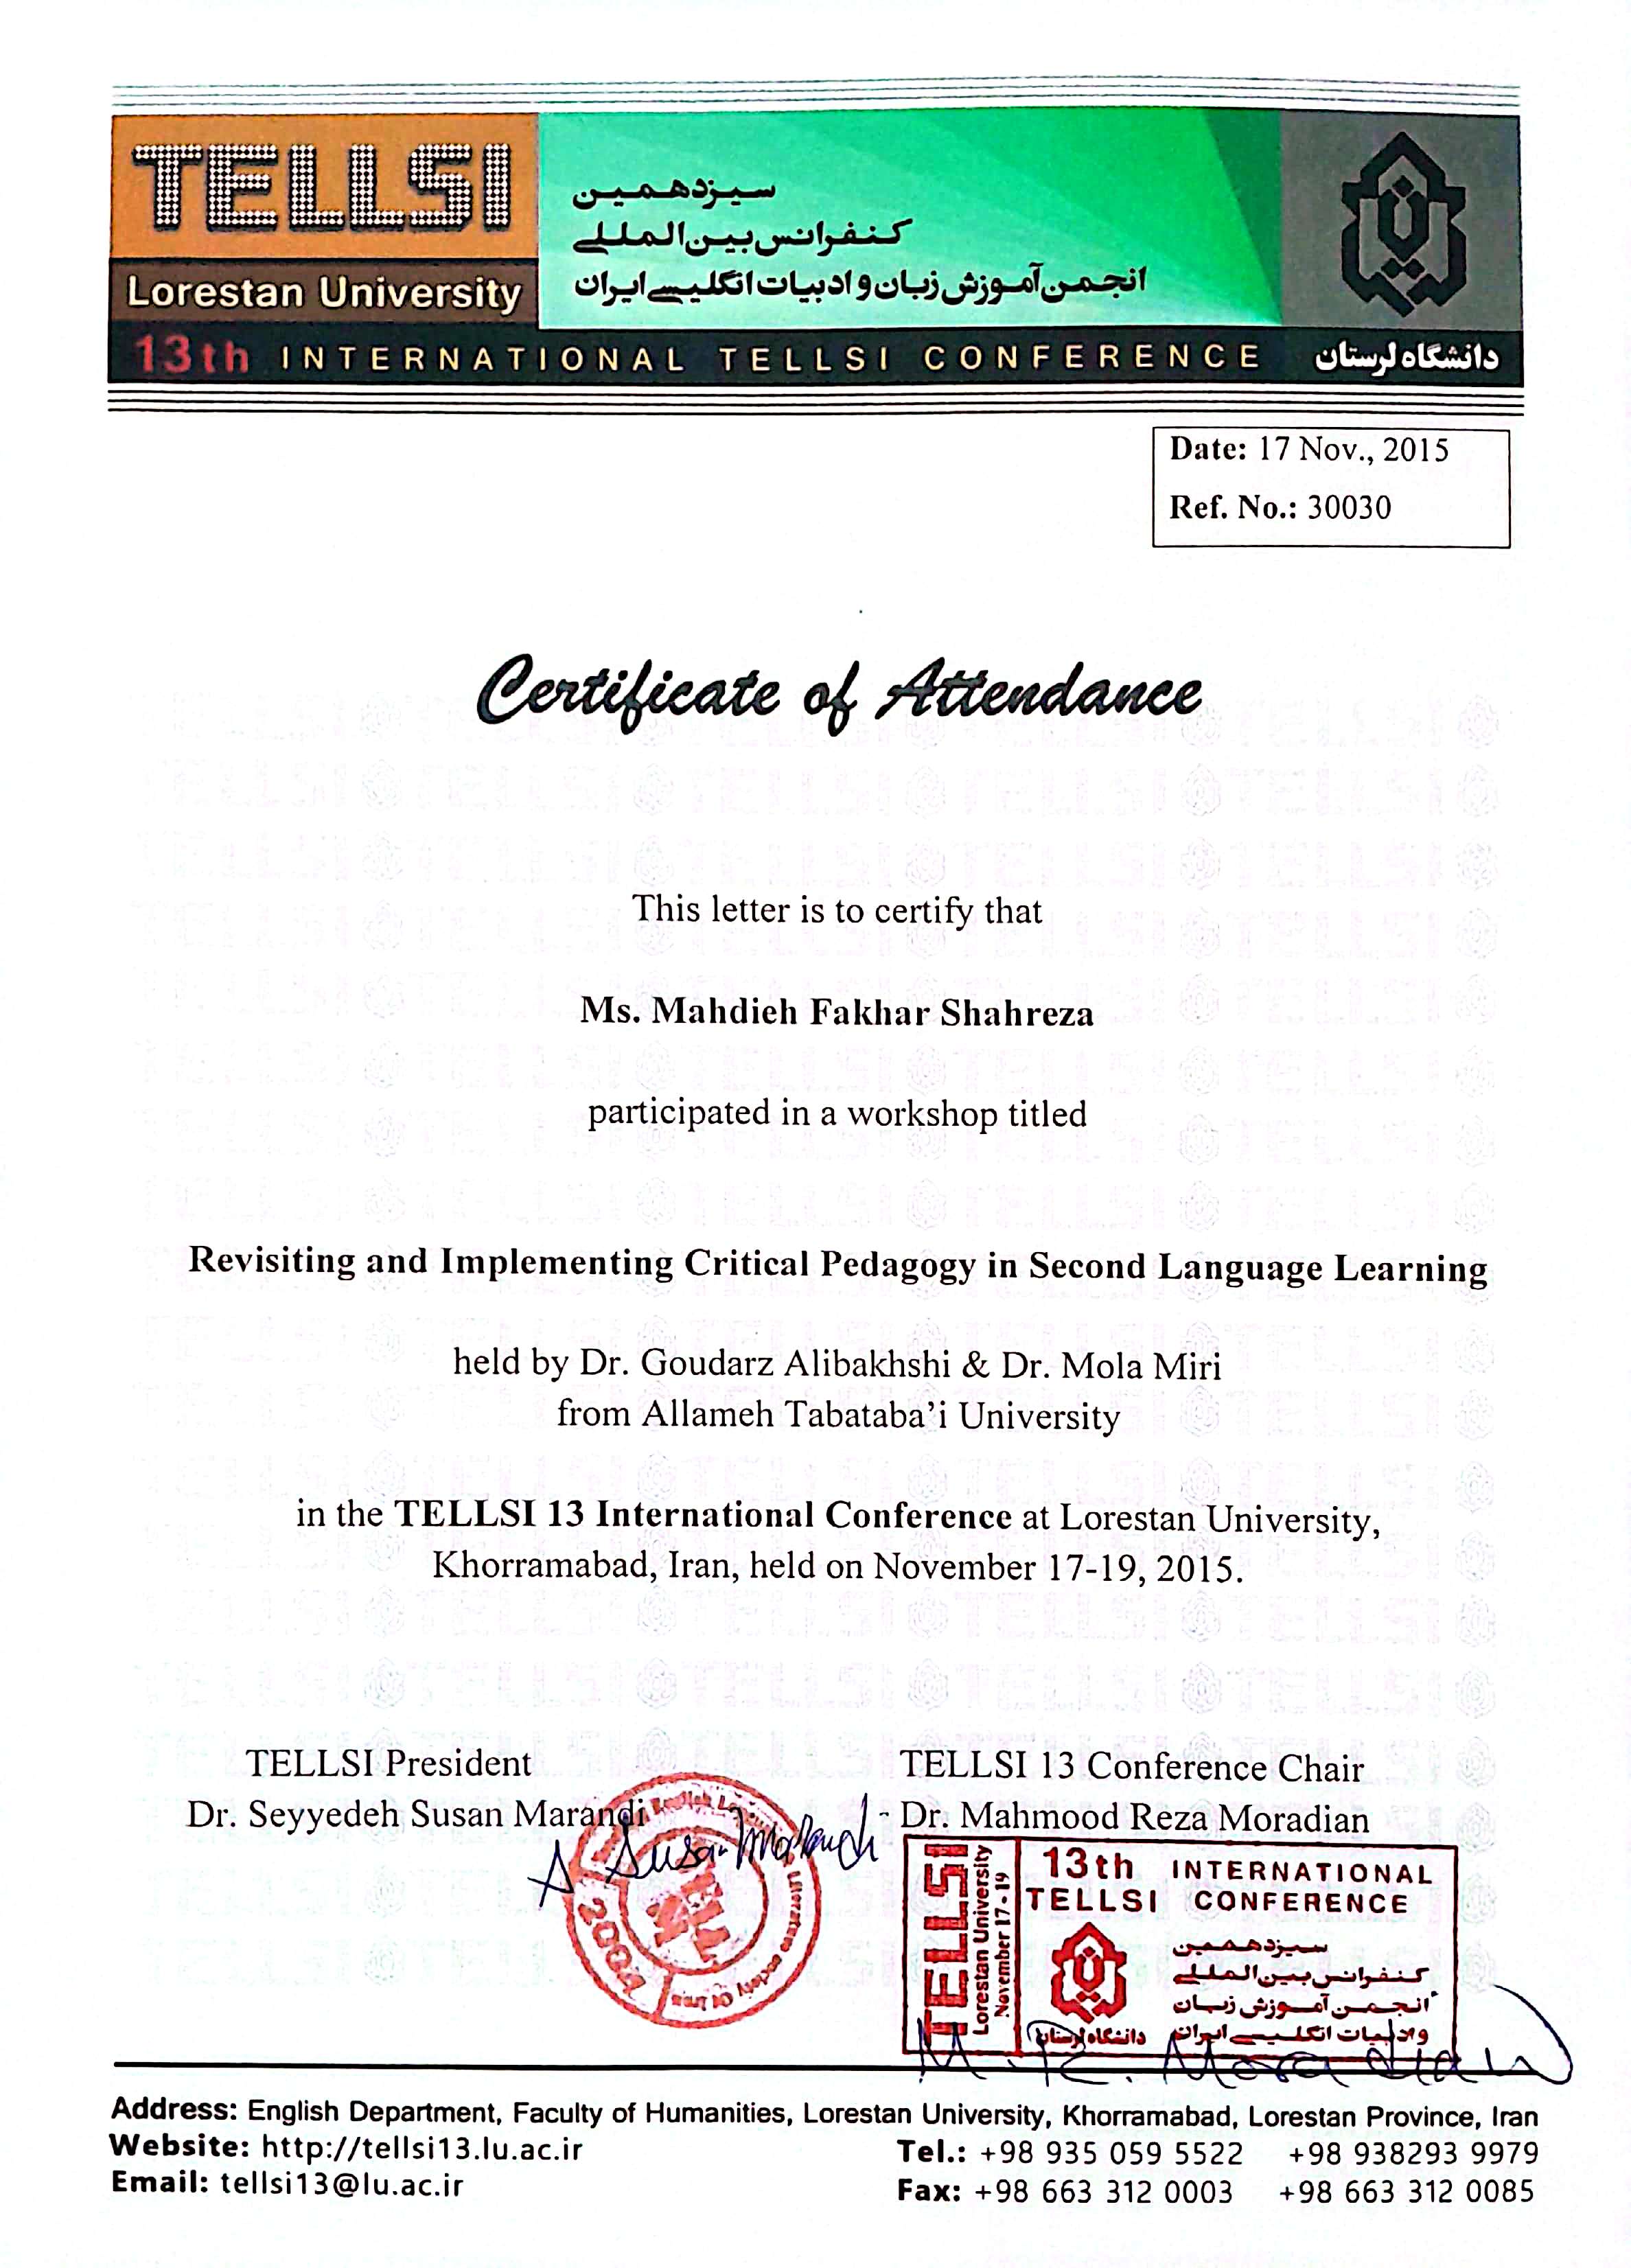 TELLSI
Lorestan University
سیزدهمین
کنفرانس بین المللی
انجمن آموزش زبان و ادبیات انگلیسی ایران
13th INTERNATIONAL TELLSI CONFERENCE
دانشگاه لرستان
Date: 17 Nov., 2015
Ref. No.: 30030
Certificate of Attendance
This letter is to certify that
Ms. Mahdieh Fakhar Shahreza
participated in a workshop titled
Revisiting and Implementing Critical Pedagogy in Second Language Learning
held by Dr. Goudarz Alibakhshi & Dr. Mola Miri
from Allameh Tabataba'i University
in the TELLSI 13 International Conference at Lorestan University,
Khorramabad, Iran, held on November 17-19, 2015.
TELLSI President
Dr. Seyyedeh Susan Marandi
TELLSI 13 Conference Chair
Dr. Mahmood Reza Moradian
2003
TELLSI
Lorestan University
November 17 - 19
13th INTERNATIONAL
TELLSI CONFERENCE
سیزدهمین
کنفرانس بین المللی
انجمن آموزش زبان
و ادبیات انگلیسی ایران
دانشگاه لرستان
M. R. Moradian
Address: English Department, Faculty of Humanities, Lorestan University, Khorramabad, Lorestan Province, Iran
Website: http://tellsi13.lu.ac.ir
Email: tellsi13@lu.ac.ir
Tel.: +98 935 059 5522 +98 938293 9979
Fax: +98 663 312 0003 +98 663 312 0085